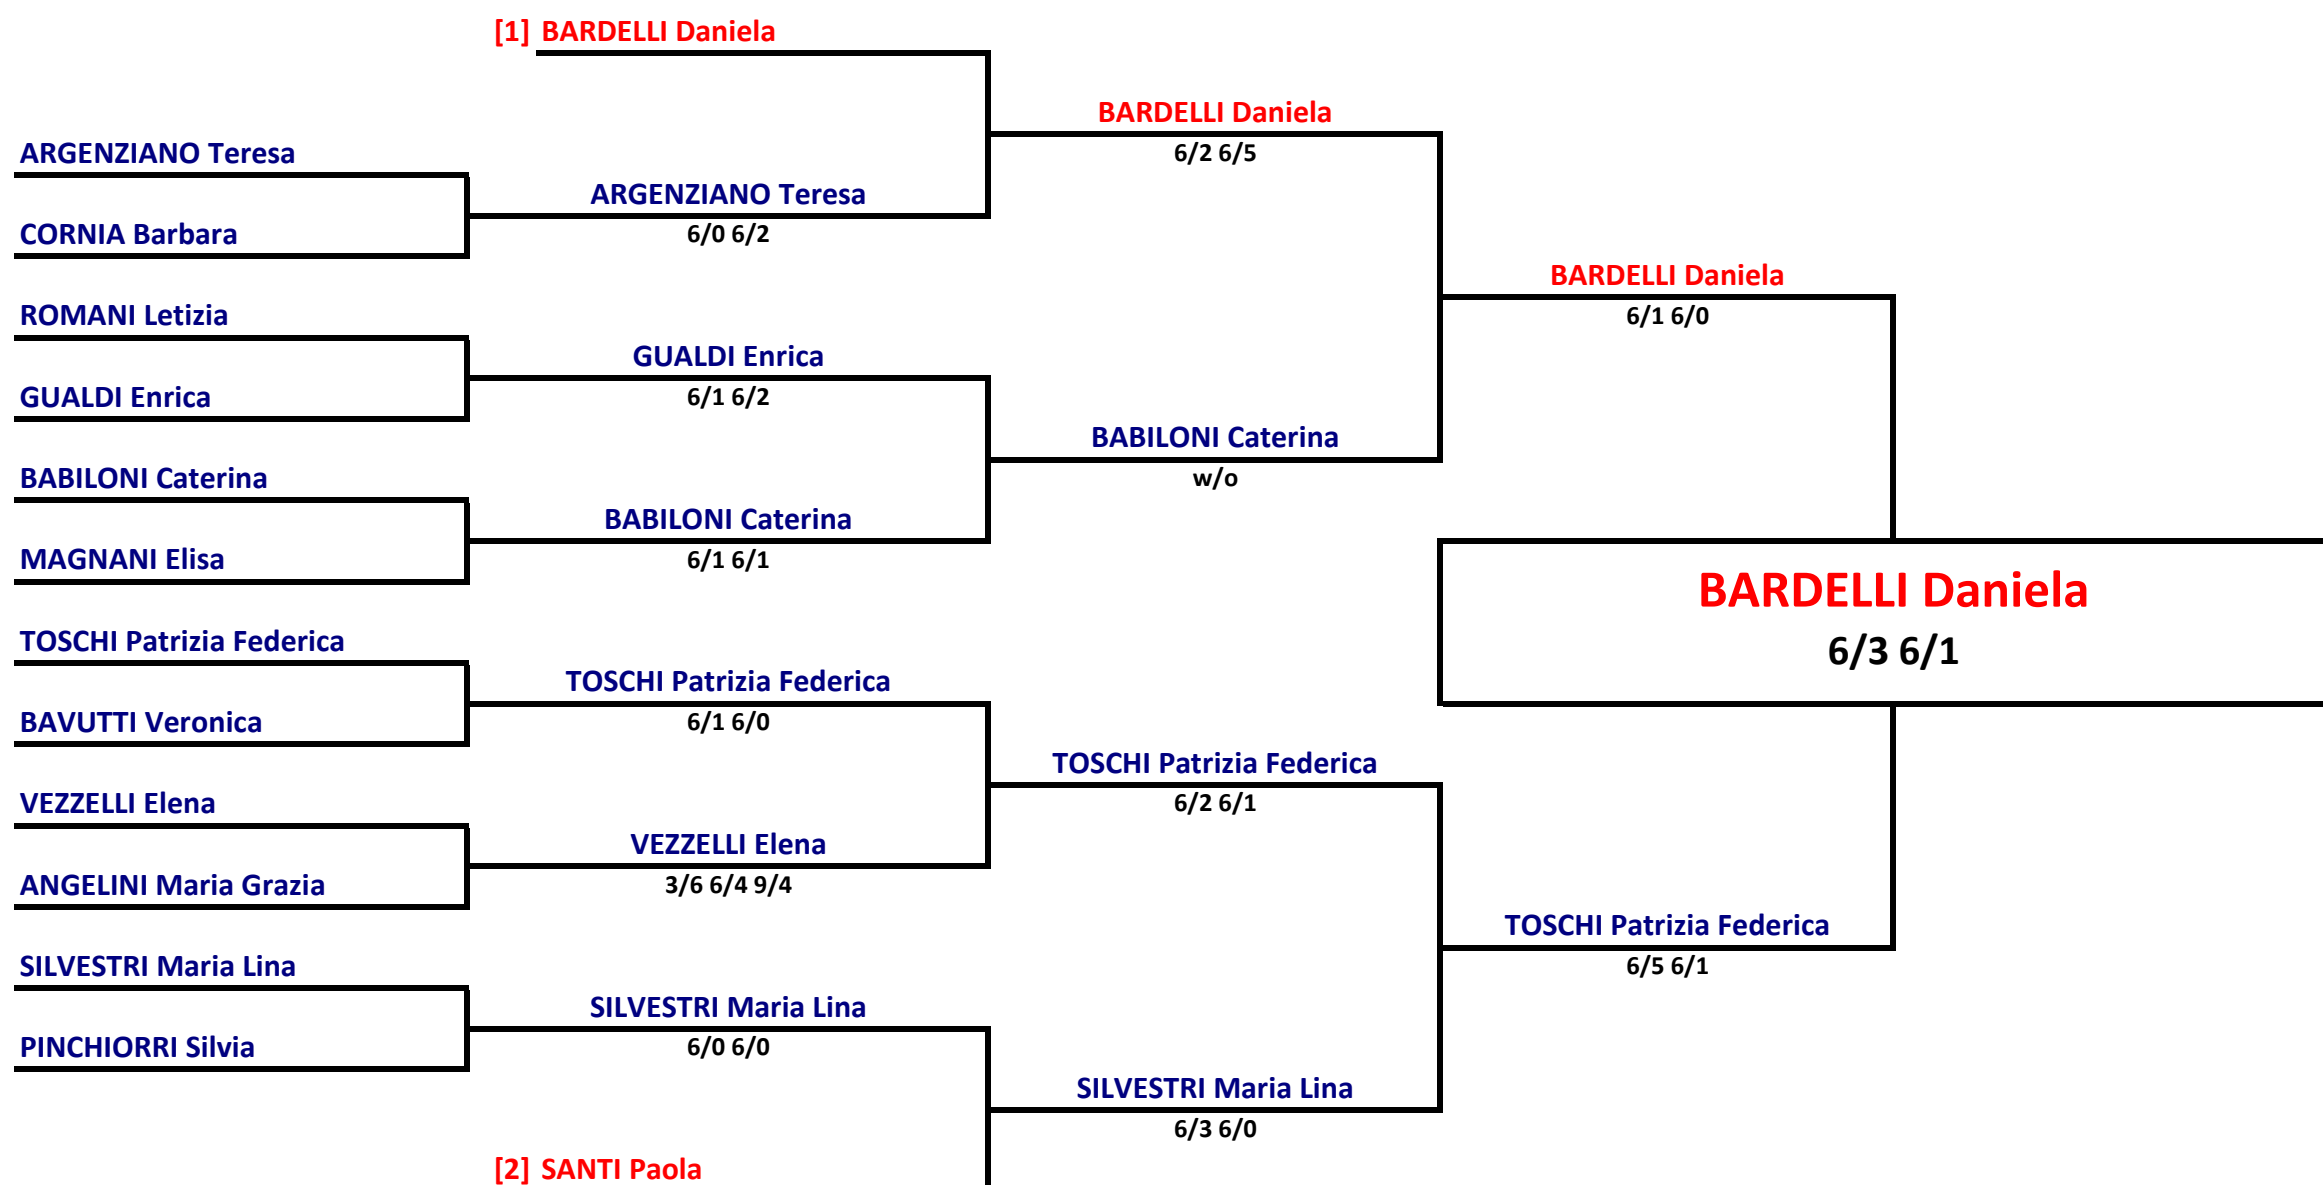 [1] BARDELLI Daniela
BARDELLI Daniela
ARGENZIANO Teresa
6/2 6/5
ARGENZIANO Teresa
CORNIA Barbara
6/0 6/2
BARDELLI Daniela
ROMANI Letizia
6/1 6/0
GUALDI Enrica
GUALDI Enrica
6/1 6/2
BABILONI Caterina
BABILONI Caterina
w/o
BABILONI Caterina
MAGNANI Elisa
6/1 6/1
BARDELLI Daniela
6/3 6/1
TOSCHI Patrizia Federica
TOSCHI Patrizia Federica
BAVUTTI Veronica
6/1 6/0
TOSCHI Patrizia Federica
VEZZELLI Elena
6/2 6/1
VEZZELLI Elena
ANGELINI Maria Grazia
3/6 6/4 9/4
TOSCHI Patrizia Federica
SILVESTRI Maria Lina
6/5 6/1
SILVESTRI Maria Lina
PINCHIORRI Silvia
6/0 6/0
SILVESTRI Maria Lina
6/3 6/0
[2] SANTI Paola